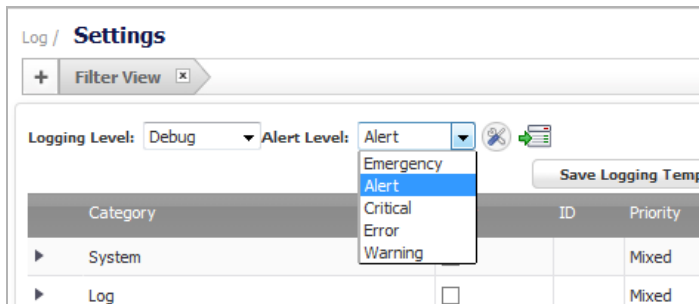 Log / Settings
+ Filter View x
Logging Level: Debug Alert Level: Alert
Emergency
Alert
Critical
Error
Warning
Save Logging Temp
Category ID Priority
System Mixed
Log Mixed